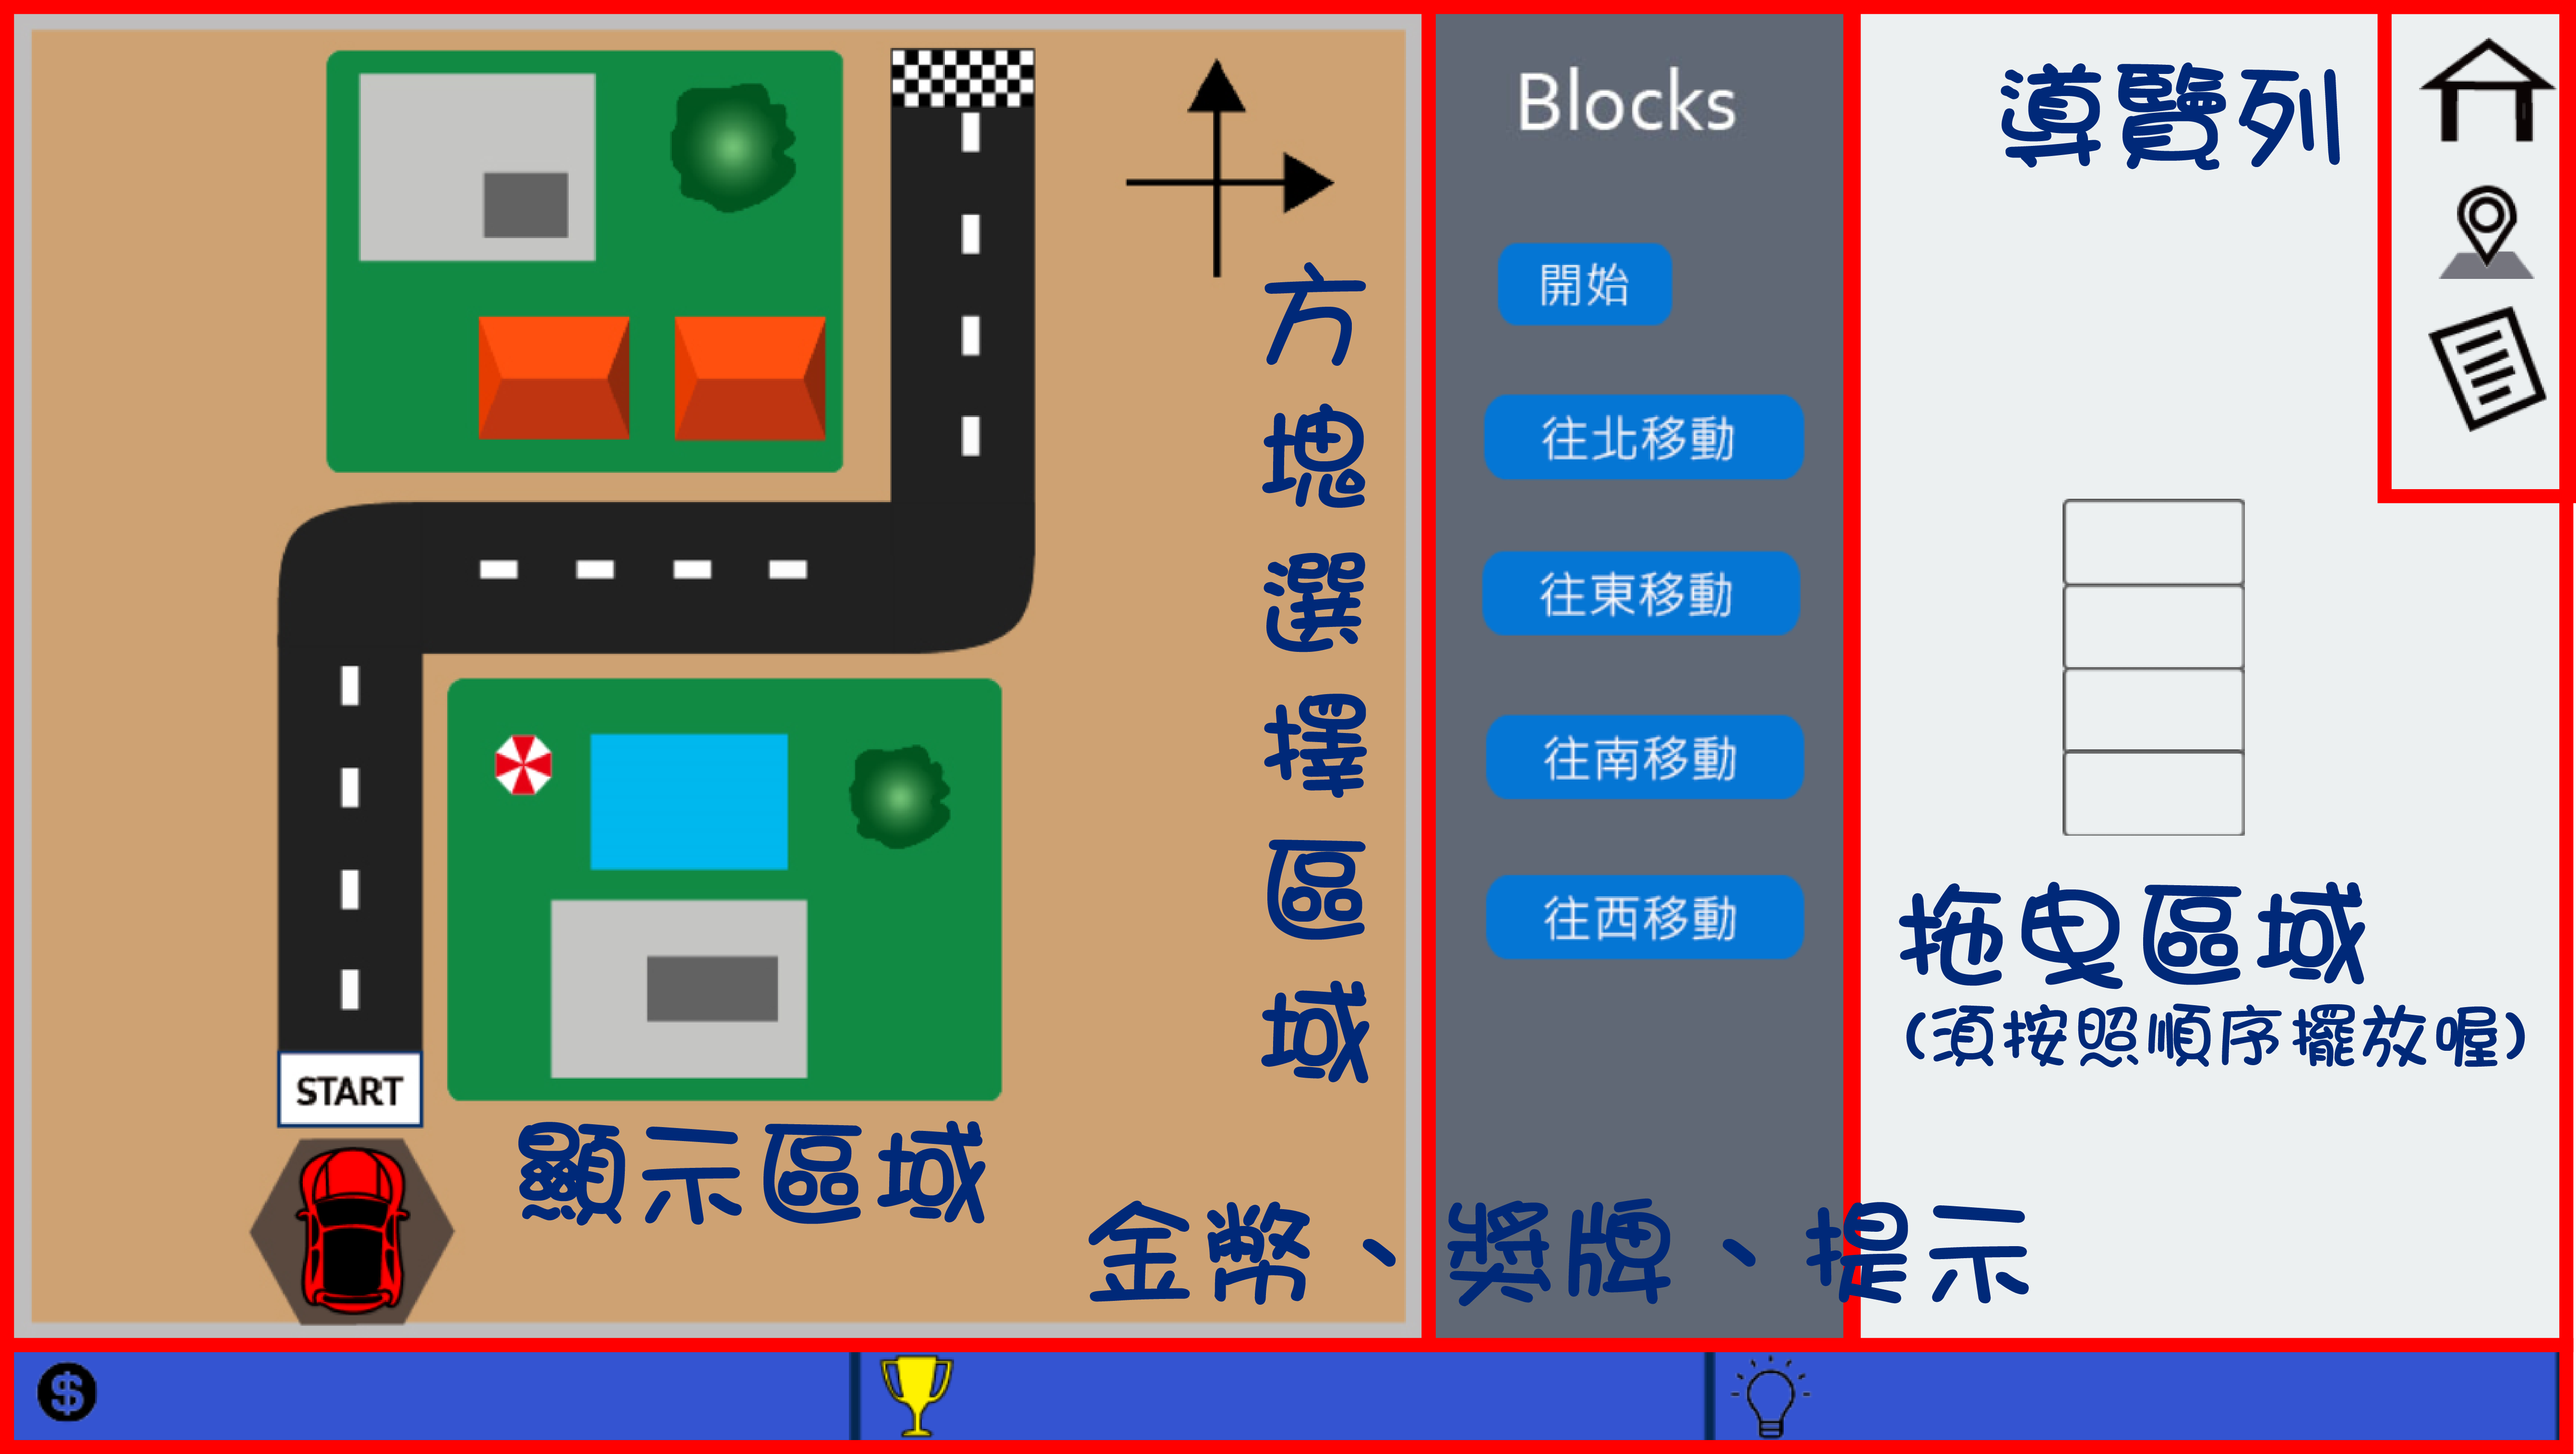 Blocks
導覽列
開始
往北移動
往東移動
往南移動
往西移動
方塊選擇區域
拖曳區域
(須按照順序擺放喔)
START
顯示區域
金幣、獎牌、提示
$